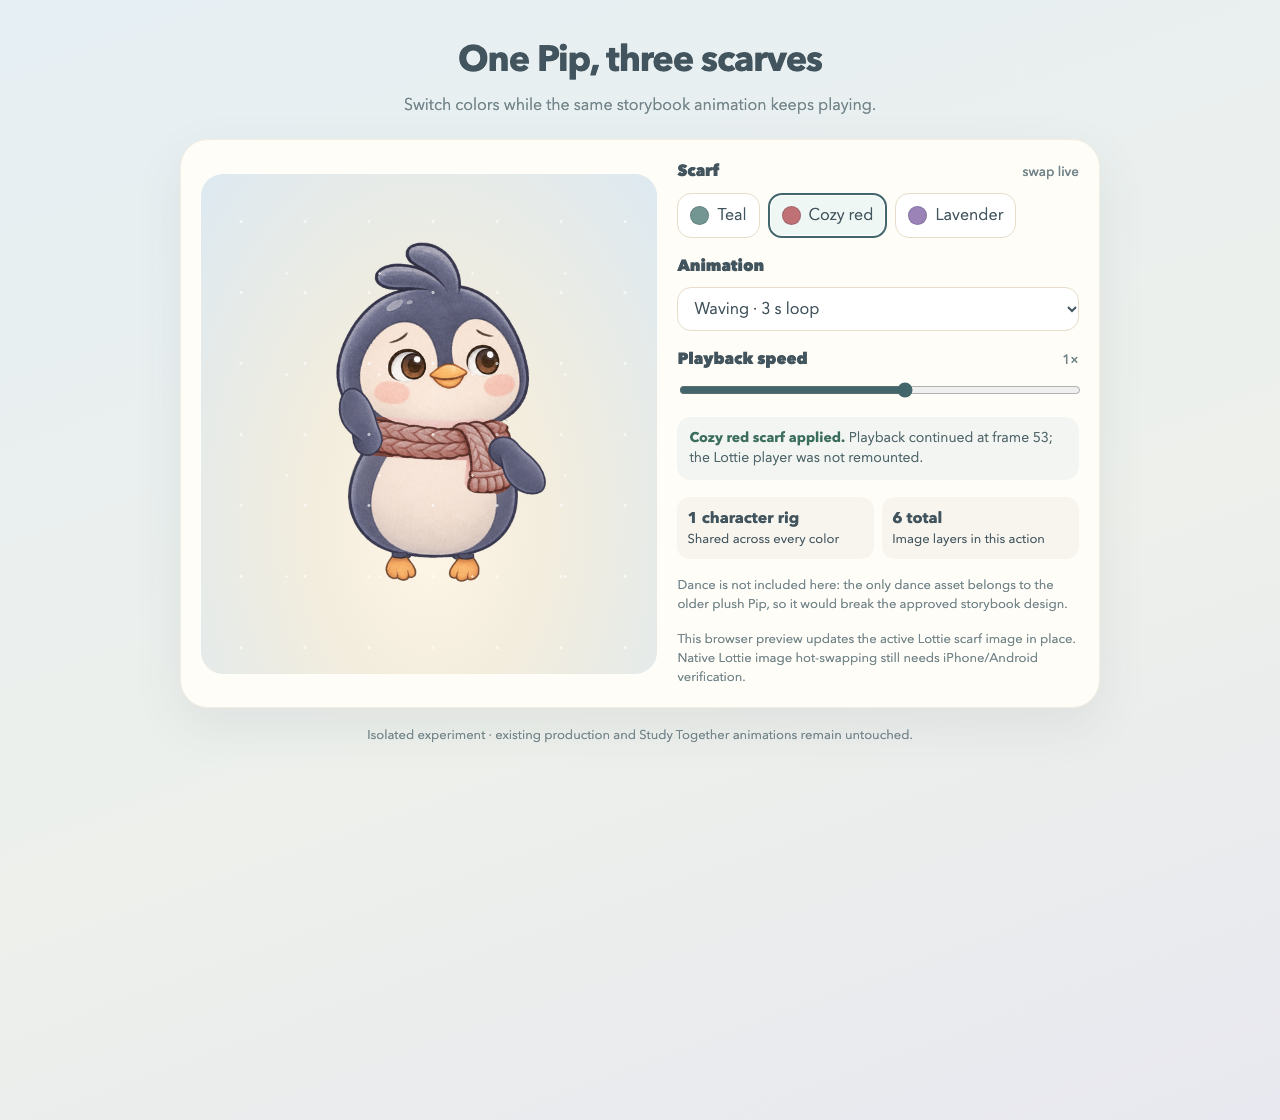 One Pip, three scarves
Switch colors while the same storybook animation keeps playing.
Scarf
swap live
Teal
Cozy red
Lavender
Animation
Waving · 3 s loop
Playback speed
1×
Cozy red scarf applied. Playback continued at frame 53;
the Lottie player was not remounted.
1 character rig
Shared across every color
6 total
Image layers in this action
Dance is not included here: the only dance asset belongs to the
older plush Pip, so it would break the approved storybook design.
This browser preview updates the active Lottie scarf image in place.
Native Lottie image hot-swapping still needs iPhone/Android
verification.
Isolated experiment · existing production and Study Together animations remain untouched.